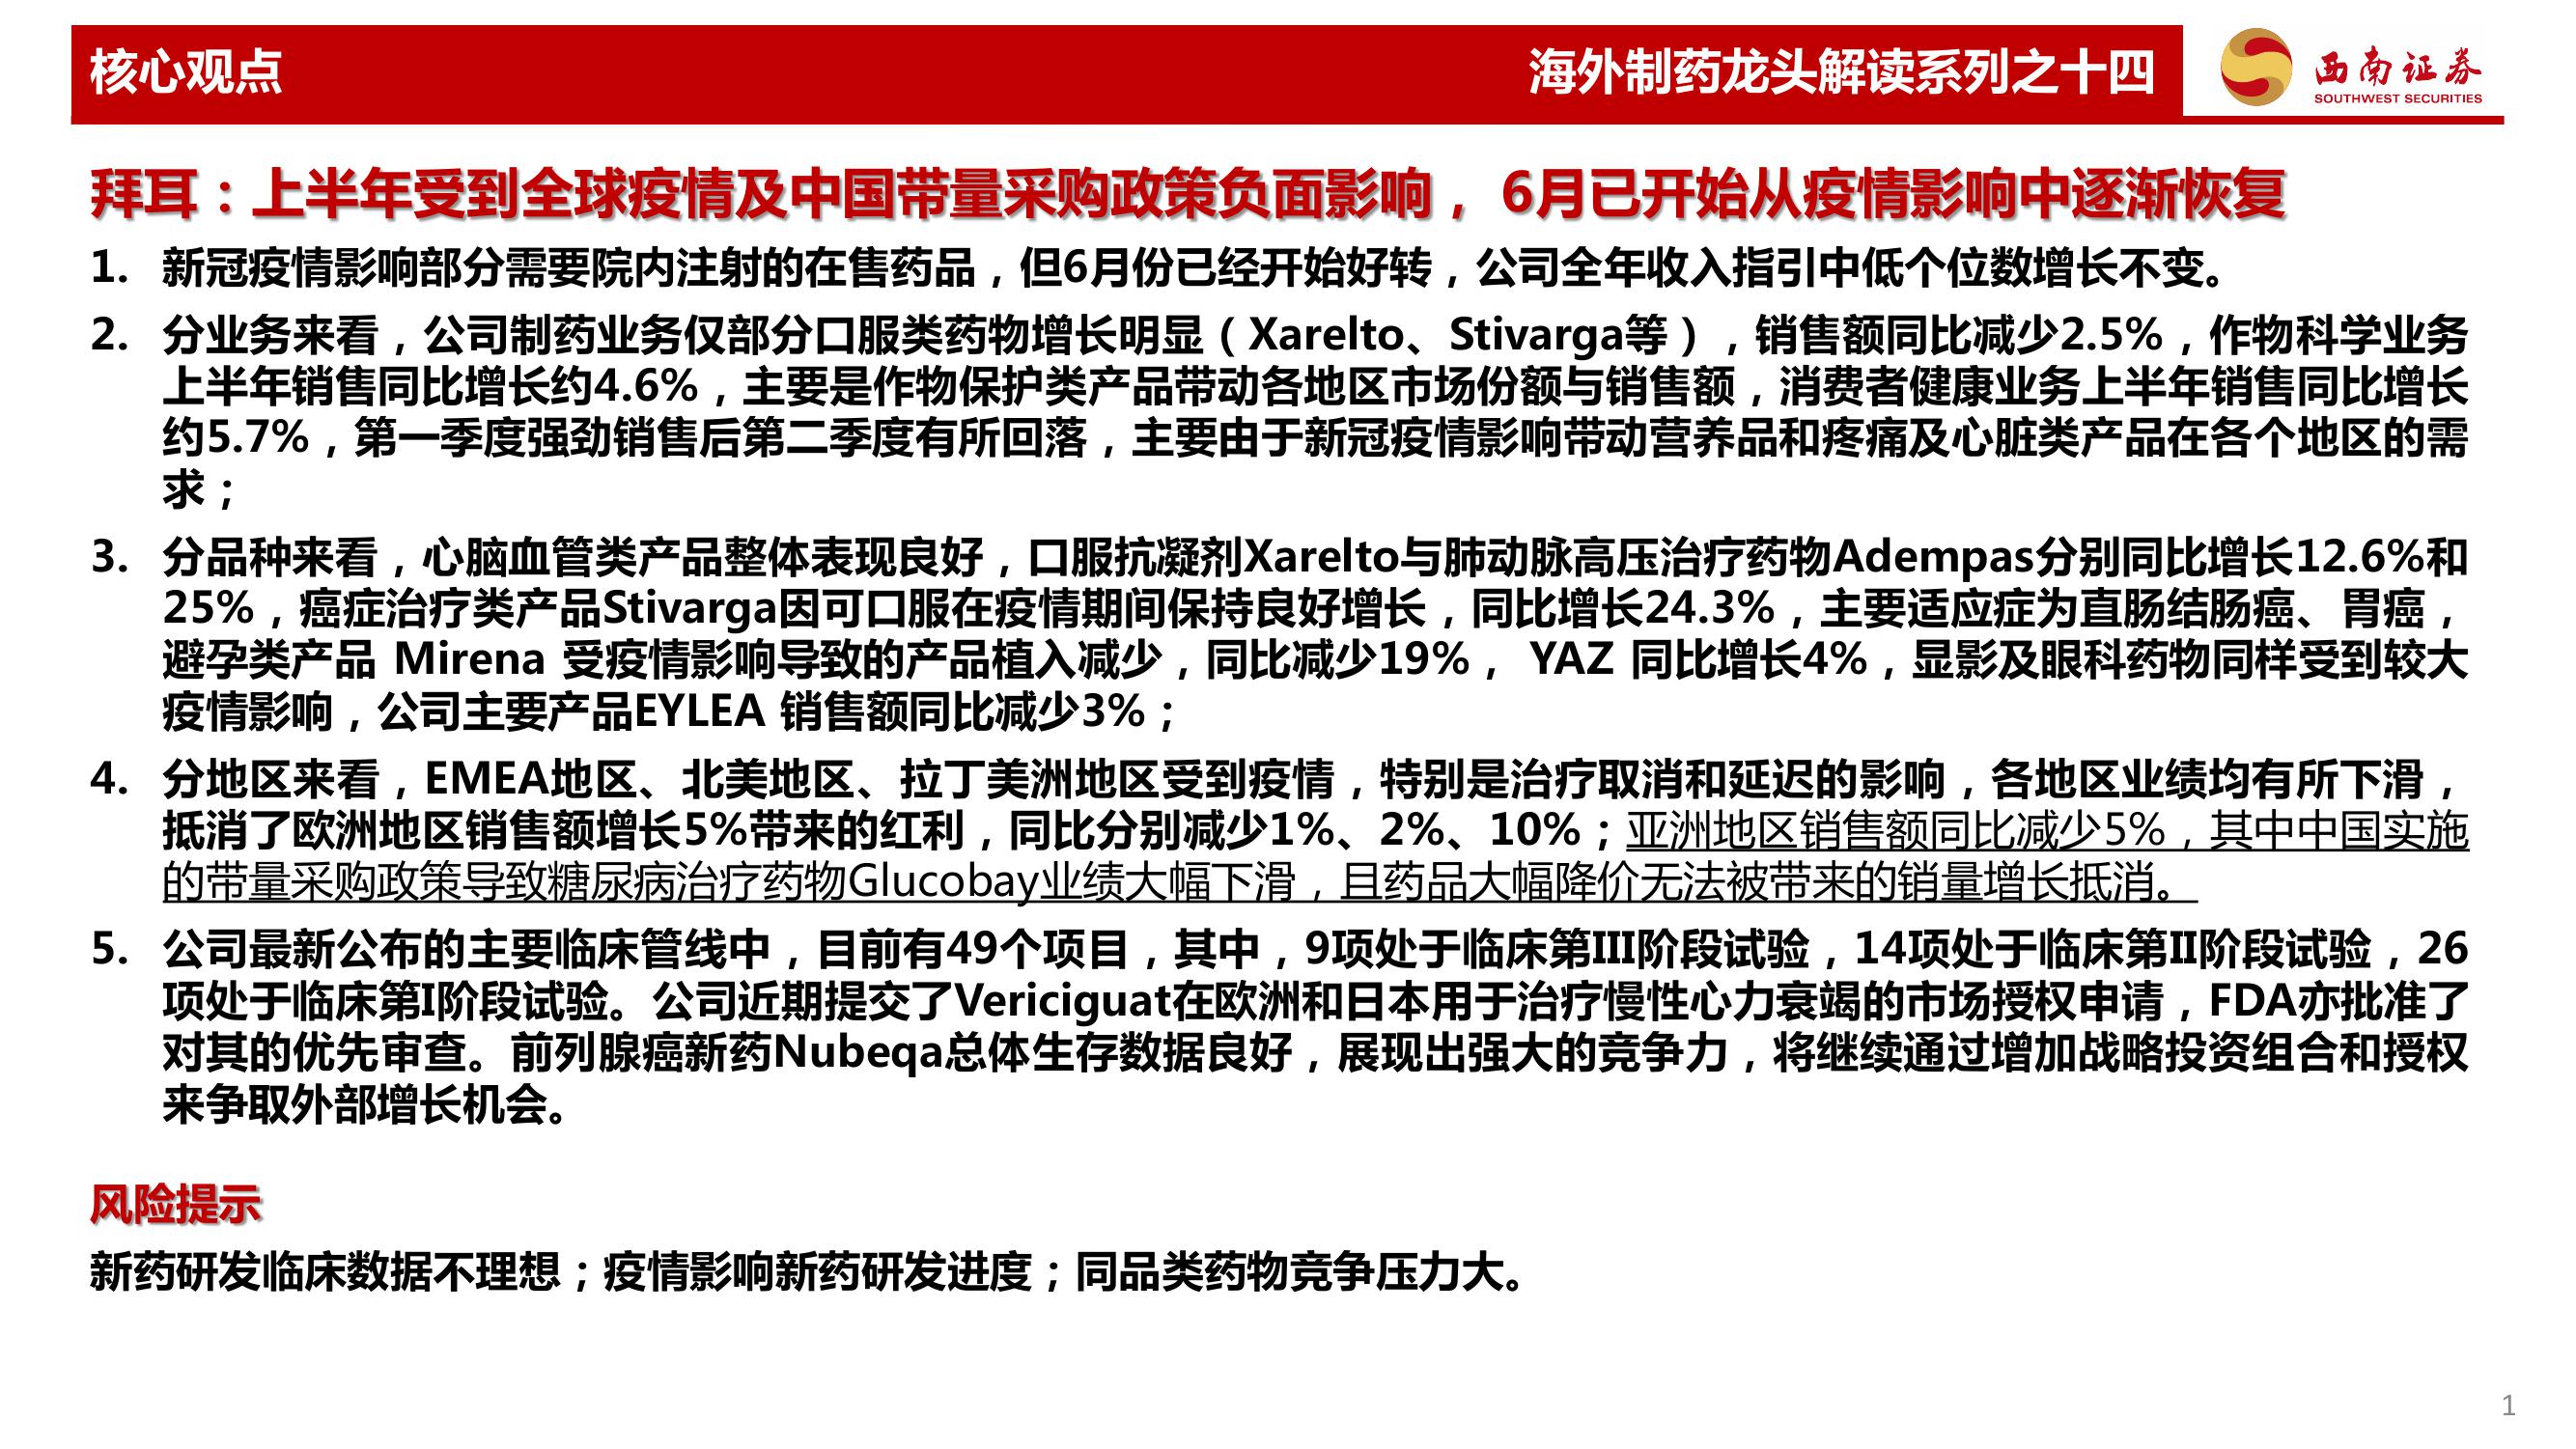 核心观点
海外制药龙头解读系列之十四
西南证券
SOUTHWEST SECURITIES
拜耳：上半年受到全球疫情及中国带量采购政策负面影响， 6月已开始从疫情影响中逐渐恢复
1. 新冠疫情影响部分需要院内注射的在售药品，但6月份已经开始好转，公司全年收入指引中低个位数增长不变。
2. 分业务来看，公司制药业务仅部分口服类药物增长明显（Xarelto、Stivarga等），销售额同比减少2.5%，作物科学业务
上半年销售同比增长约4.6%，主要是作物保护类产品带动各地区市场份额与销售额，消费者健康业务上半年销售同比增长
约5.7%，第一季度强劲销售后第二季度有所回落，主要由于新冠疫情影响带动营养品和疼痛及心脏类产品在各个地区的需
求；
3. 分品种来看，心脑血管类产品整体表现良好，口服抗凝剂Xarelto与肺动脉高压治疗药物Adempas分别同比增长12.6%和
25%，癌症治疗类产品Stivarga因可口服在疫情期间保持良好增长，同比增长24.3%，主要适应症为直肠结肠癌、胃癌，
避孕类产品 Mirena 受疫情影响导致的产品植入减少，同比减少19%， YAZ 同比增长4%，显影及眼科药物同样受到较大
疫情影响，公司主要产品EYLEA 销售额同比减少3%；
4. 分地区来看，EMEA地区、北美地区、拉丁美洲地区受到疫情，特别是治疗取消和延迟的影响，各地区业绩均有所下滑，
抵消了欧洲地区销售额增长5%带来的红利，同比分别减少1%、2%、10%；亚洲地区销售额同比减少5%，其中中国实施
的带量采购政策导致糖尿病治疗药物Glucobay业绩大幅下滑，且药品大幅降价无法被带来的销量增长抵消。
5. 公司最新公布的主要临床管线中，目前有49个项目，其中，9项处于临床第III阶段试验，14项处于临床第II阶段试验，26
项处于临床第I阶段试验。公司近期提交了Vericiguat在欧洲和日本用于治疗慢性心力衰竭的市场授权申请，FDA亦批准了
对其的优先审查。前列腺癌新药Nubeqa总体生存数据良好，展现出强大的竞争力，将继续通过增加战略投资组合和授权
来争取外部增长机会。
风险提示
新药研发临床数据不理想；疫情影响新药研发进度；同品类药物竞争压力大。
1